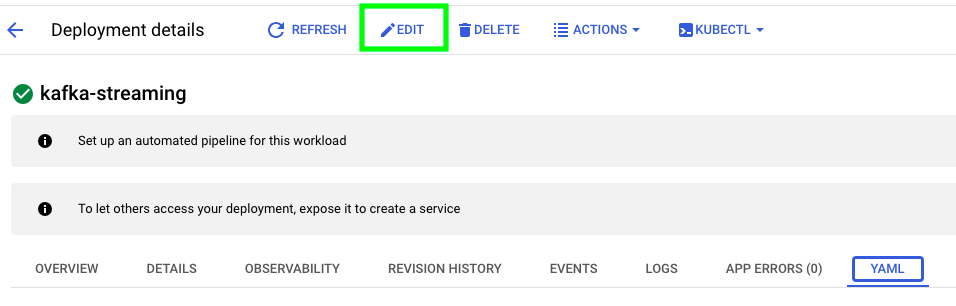 Deployment details REFRESH EDIT DELETE ACTIONS KUBECTL
kafka-streaming
Set up an automated pipeline for this workload
To let others access your deployment, expose it to create a service
OVERVIEW DETAILS OBSERVABILITY REVISION HISTORY EVENTS LOGS APP ERRORS (0) YAML